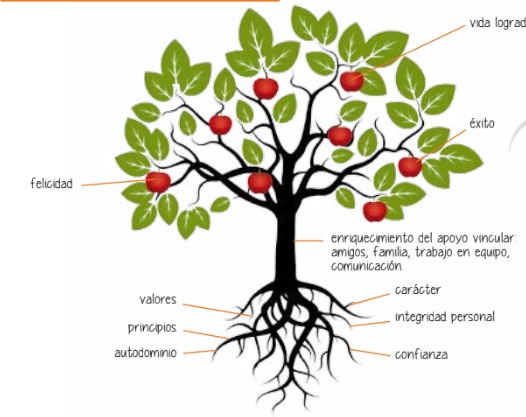 vida lograd
éxito
felicidad
enriquecimiento del apoyo vincular:
amigos, familia, trabajo en equipo,
comunicación.
valores
carácter
principios
integridad personal
autodominio
confianza